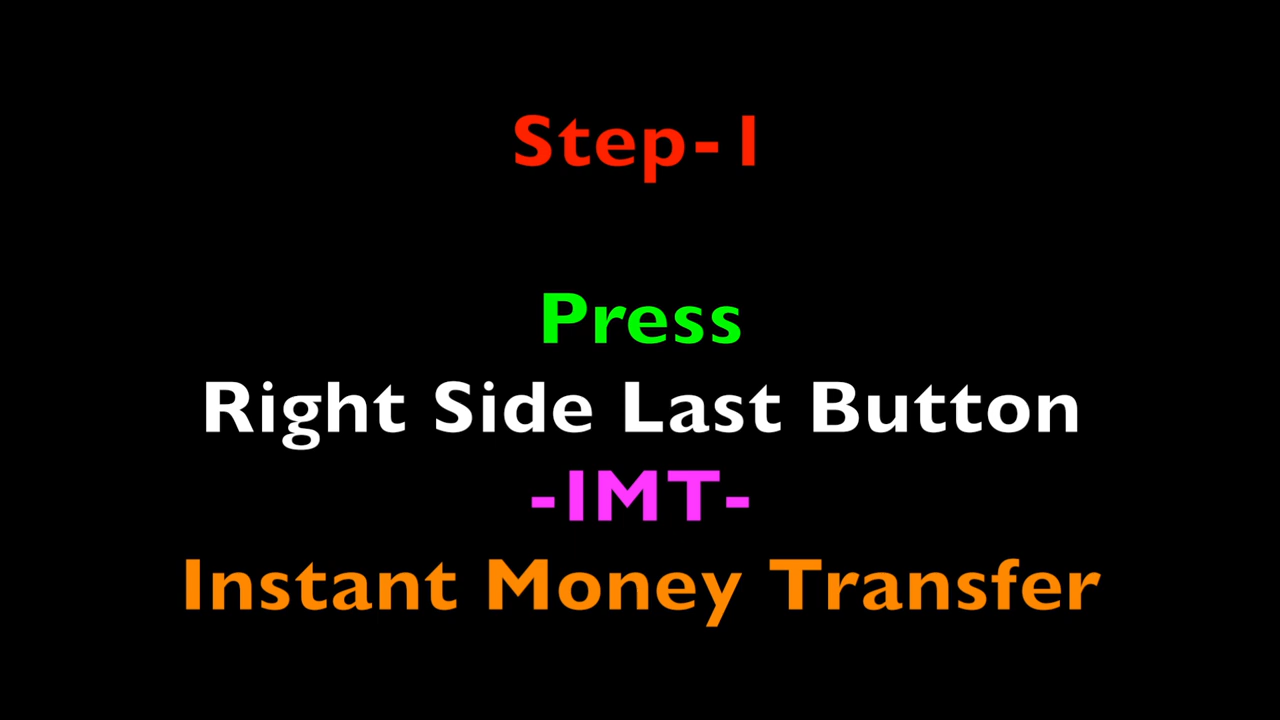 Step-1
Press
Right Side Last Button
-IMT-
Instant Money Transfer